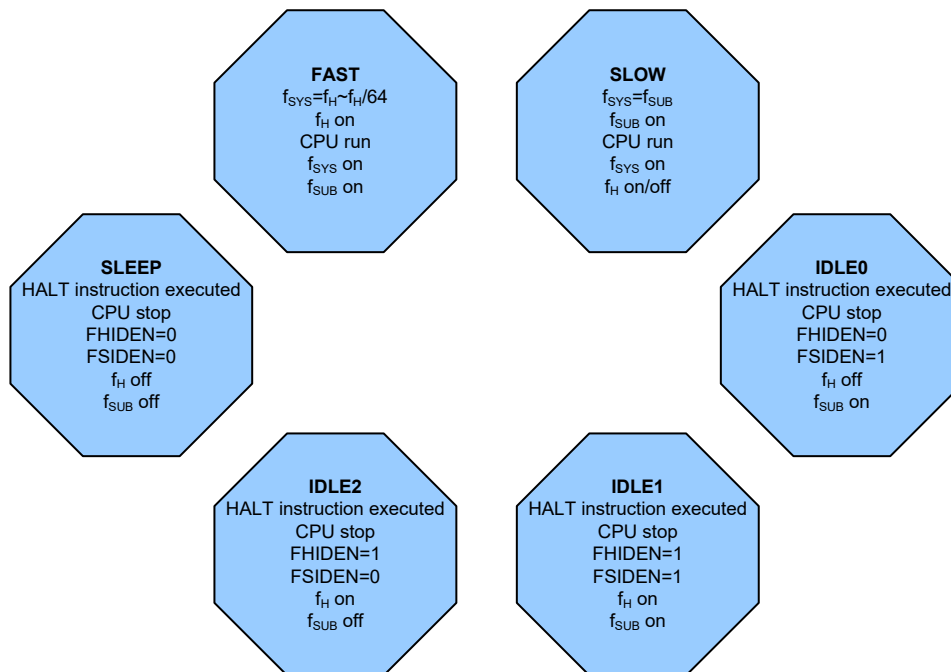 FAST
fSYS=fH~fH/64
fH on
CPU run
fSYS on
fSUB on
SLOW
fSYS=fSUB
fSUB on
CPU run
fSYS on
fH on/off
SLEEP
HALT instruction executed
CPU stop
FHIDEN=0
FSIDEN=0
fH off
fSUB off
IDLE0
HALT instruction executed
CPU stop
FHIDEN=0
FSIDEN=1
fH off
fSUB on
IDLE2
HALT instruction executed
CPU stop
FHIDEN=1
FSIDEN=0
fH on
fSUB off
IDLE1
HALT instruction executed
CPU stop
FHIDEN=1
FSIDEN=1
fH on
fSUB on